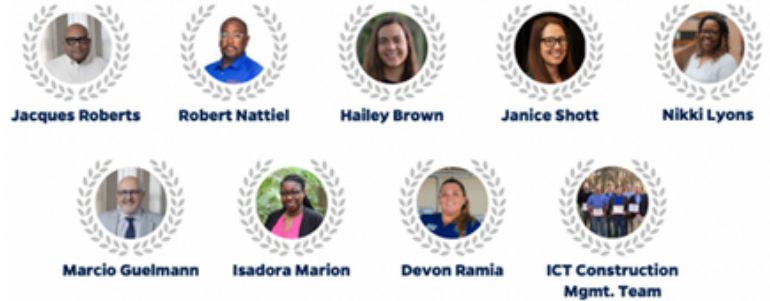 Jacques Roberts
Robert Nattiel
Hailey Brown
Janice Shott
Nikki Lyons
Marcio Guelmann
Isadora Marion
Devon Ramia
ICT Construction
Mgmt. Team